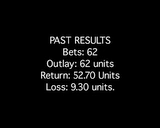 PAST RESULTS
Bets: 62
Outlay: 62 units
Return: 52.70 Units
Loss: 9.30 units.